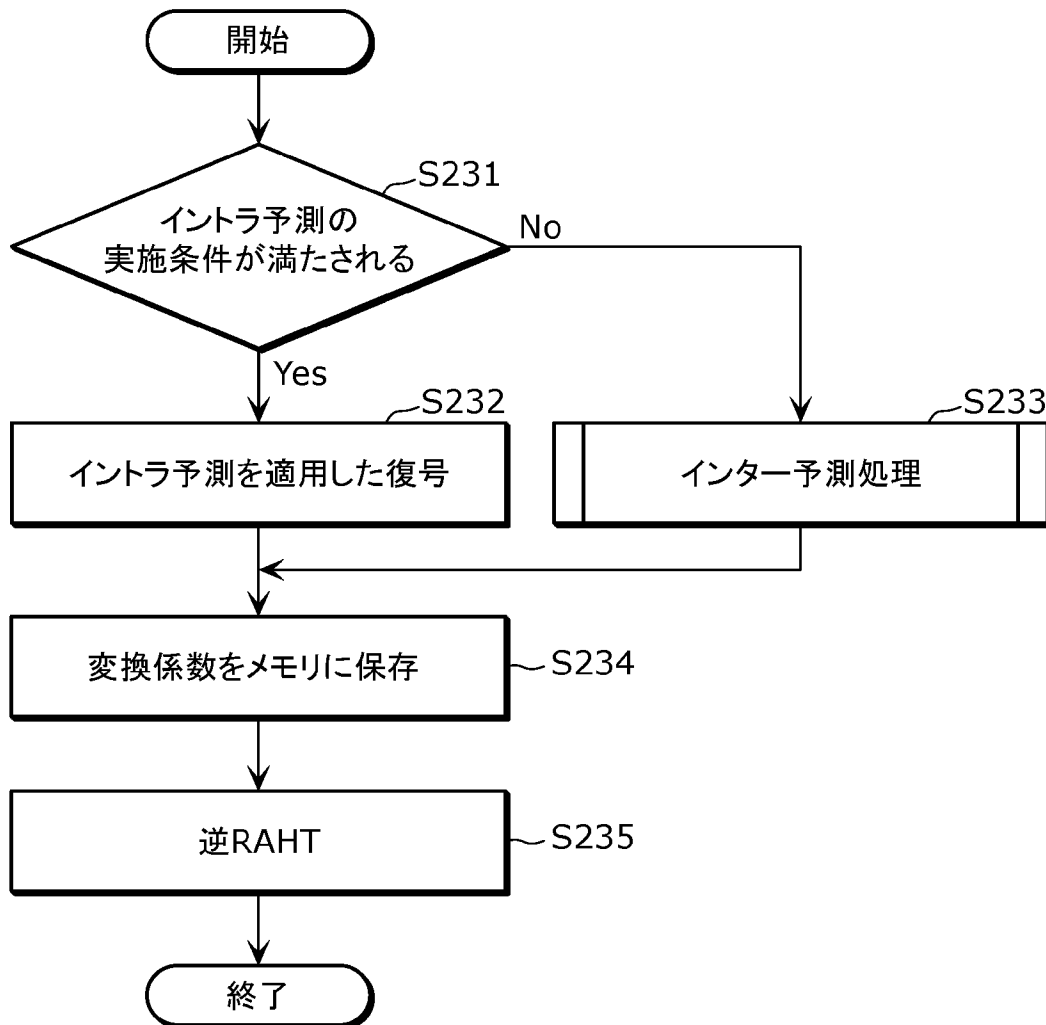 開始
S231
イントラ予測の
実施条件が満たされる
No
Yes
S232
イントラ予測を適用した復号
S233
インター予測処理
変換係数をメモリに保存
S234
逆RAHT
S235
終了